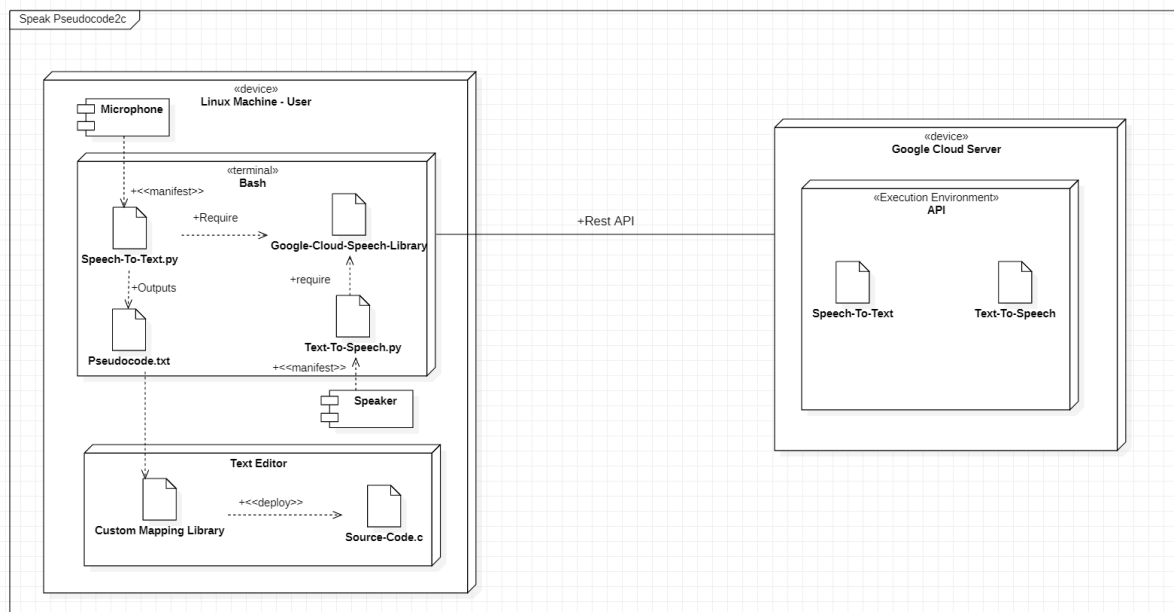 Speak Pseudocode2c
«device»
Linux Machine - User
Microphone
«terminal»
Bash
+<<manifest>>
+Require
Speech-To-Text.py
Google-Cloud-Speech-Library
+Outputs
+require
Pseudocode.txt
Text-To-Speech.py
+<<manifest>>
Speaker
Text Editor
+<<deploy>>
Custom Mapping Library
Source-Code.c
+Rest API
«device»
Google Cloud Server
«Execution Environment»
API
Speech-To-Text
Text-To-Speech